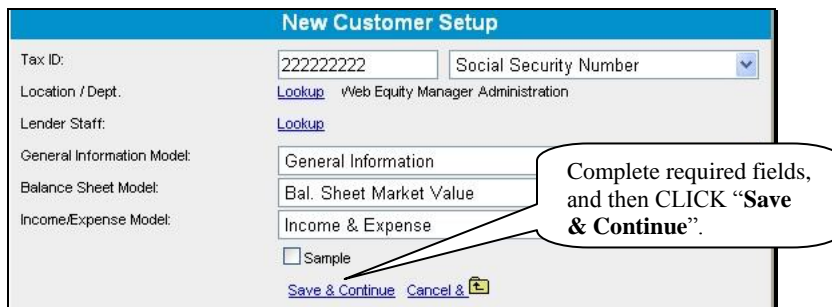 New Customer Setup
Tax ID: 222222222 Social Security Number
Location / Dept. Lookup Web Equity Manager Administration
Lender Staff: Lookup
General Information Model: General Information
Balance Sheet Model: Bal. Sheet Market Value
Income/Expense Model: Income & Expense
Complete required fields,
and then CLICK “Save
& Continue”.
Sample
Save & Continue Cancel &